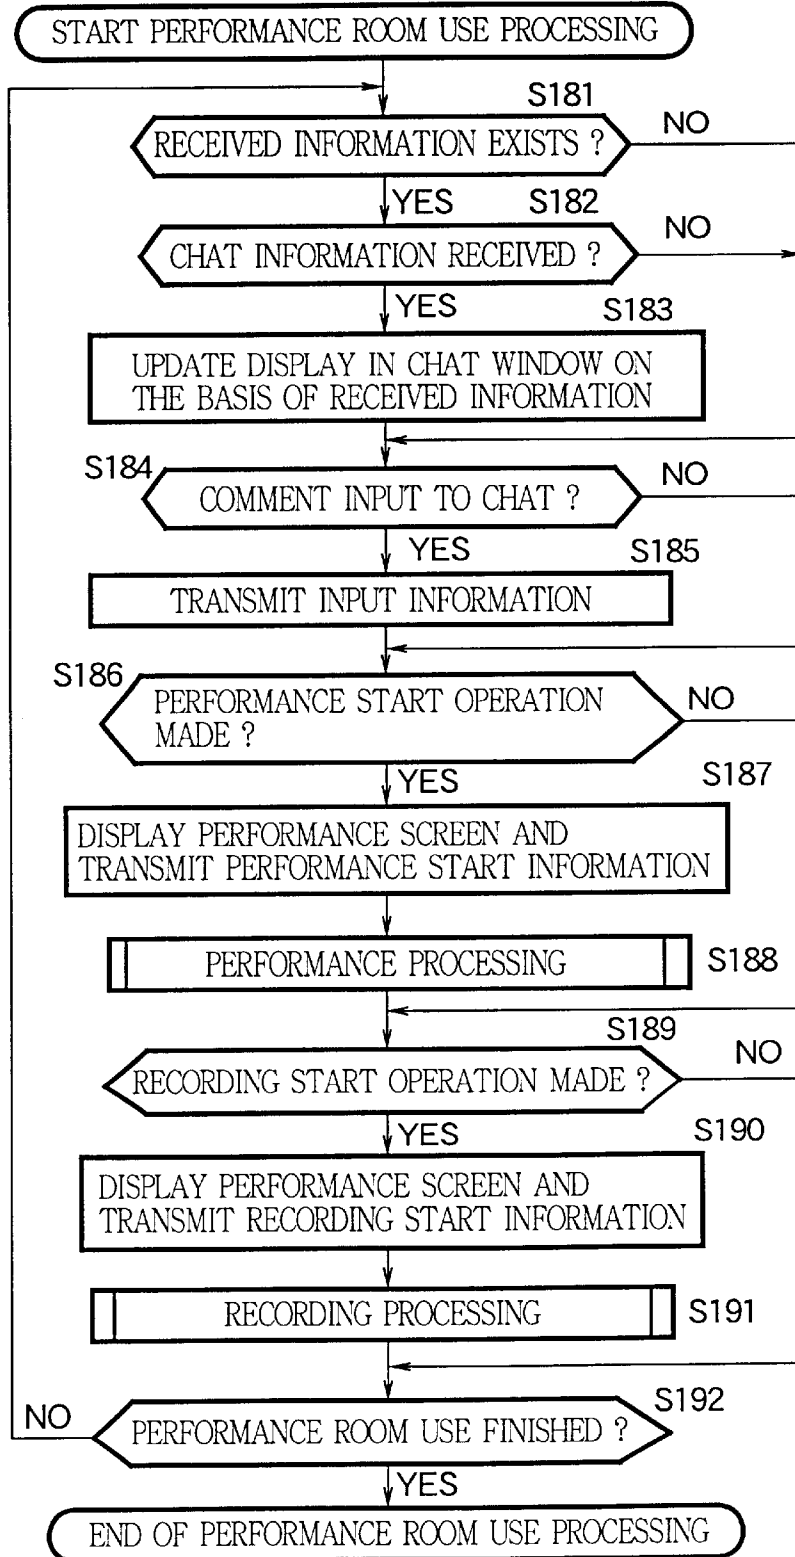 START PERFORMANCE ROOM USE PROCESSING
S181
RECEIVED INFORMATION EXISTS ?
NO
YES
S182
CHAT INFORMATION RECEIVED ?
NO
YES
S183
UPDATE DISPLAY IN CHAT WINDOW ON
THE BASIS OF RECEIVED INFORMATION
S184
COMMENT INPUT TO CHAT ?
NO
YES
S185
TRANSMIT INPUT INFORMATION
S186
PERFORMANCE START OPERATION
MADE ?
NO
YES
S187
DISPLAY PERFORMANCE SCREEN AND
TRANSMIT PERFORMANCE START INFORMATION
PERFORMANCE PROCESSING
S188
S189
RECORDING START OPERATION MADE ?
NO
YES
S190
DISPLAY PERFORMANCE SCREEN AND
TRANSMIT RECORDING START INFORMATION
RECORDING PROCESSING
S191
S192
NO
PERFORMANCE ROOM USE FINISHED ?
YES
END OF PERFORMANCE ROOM USE PROCESSING